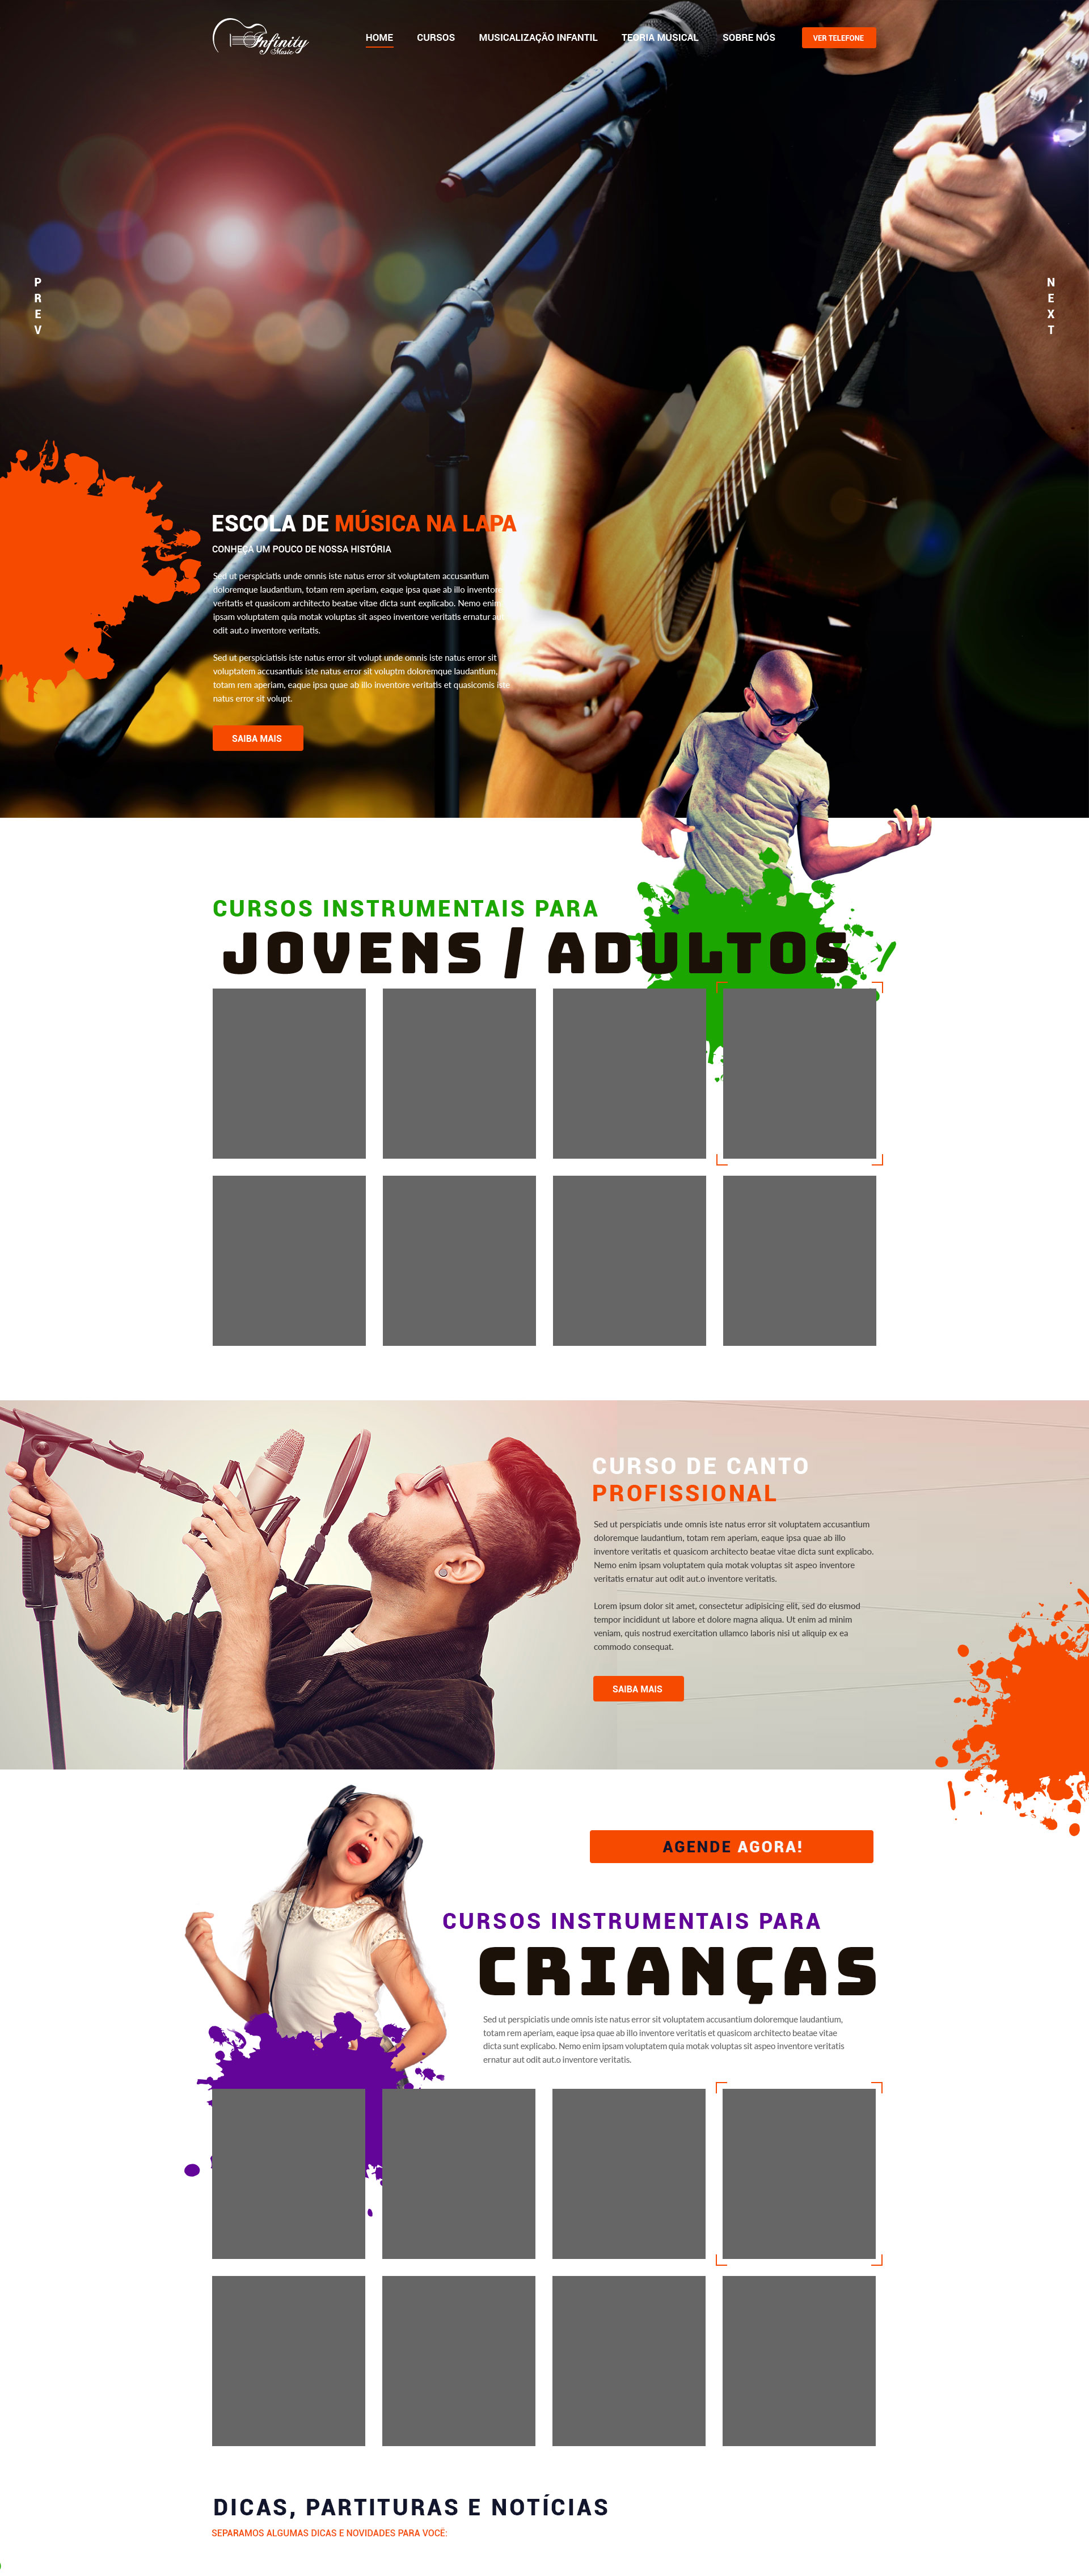 Infinity
Music
HOME
CURSOS
MUSICALIZAÇÃO INFANTIL
TEORIA MUSICAL
SOBRE NÓS
VER TELEFONE
PREV
NEXT
ESCOLA DE MÚSICA NA LAPA
CONHEÇA UM POUCO DE NOSSA HISTÓRIA
Sed ut perspiciatis unde omnis iste natus error sit voluptatem accusantium
doloremque laudantium, totam rem aperiam, eaque ipsa quae ab illo inventore
veritatis et quasicom architecto beatae vitae dicta sunt explicabo. Nemo enim
ipsam voluptatem quia motak voluptas sit aspeo inventore veritatis ernatur aut
odit aut.o inventore veritatis.
Sed ut perspiciatisis iste natus error sit volupt unde omnis iste natus error sit
voluptatem accusantiuis iste natus error sit voluptm doloremque laudantium,
totam rem aperiam, eaque ipsa quae ab illo inventore veritatis et quasicomis iste
natus error sit volupt.
SAIBA MAIS
CURSOS INSTRUMENTAIS PARA
JOVENS / ADULTOS
CURSO DE CANTO
PROFISSIONAL
Sed ut perspiciatis unde omnis iste natus error sit voluptatem accusantium
doloremque laudantium, totam rem aperiam, eaque ipsa quae ab illo
inventore veritatis et quasicom architecto beatae vitae dicta sunt explicabo.
Nemo enim ipsam voluptatem quia motak voluptas sit aspeo inventore
veritatis ernatur aut odit aut.o inventore veritatis.
Lorem ipsum dolor sit amet, consectetur adipisicing elit, sed do eiusmod
tempor incididunt ut labore et dolore magna aliqua. Ut enim ad minim
veniam, quis nostrud exercitation ullamco laboris nisi ut aliquip ex ea
commodo consequat.
SAIBA MAIS
AGENDE AGORA!
CURSOS INSTRUMENTAIS PARA
CRIANÇAS
Sed ut perspiciatis unde omnis iste natus error sit voluptatem accusantium doloremque laudantium,
totam rem aperiam, eaque ipsa quae ab illo inventore veritatis et quasicom architecto beatae vitae
dicta sunt explicabo. Nemo enim ipsam voluptatem quia motak voluptas sit aspeo inventore veritatis
ernatur aut odit aut.o inventore veritatis.
DICAS, PARTITURAS E NOTÍCIAS
SEPARAMOS ALGUMAS DICAS E NOVIDADES PARA VOCÊ: